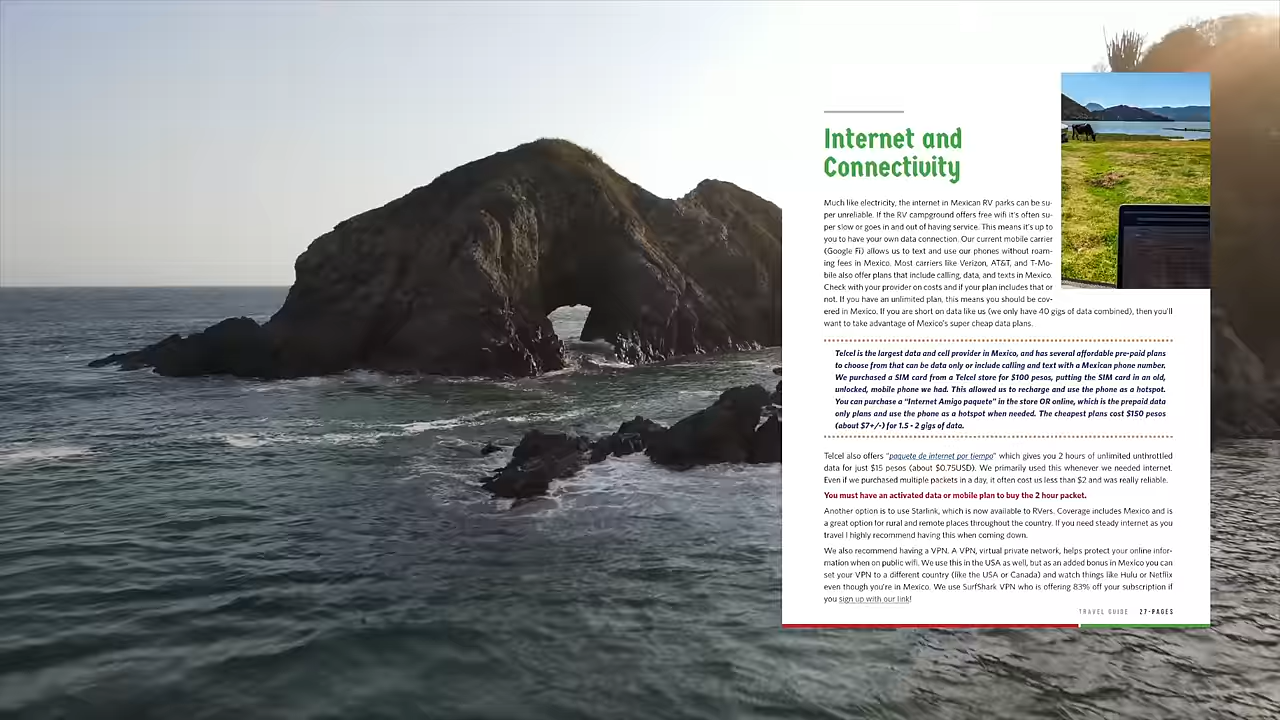 Internet and
Connectivity
Much like electricity, the internet in Mexican RV parks can be su-
per unreliable. If the RV campground offers free wifi it's often su-
per slow or goes in and out of having service. This means it's up to
you to have your own data connection. Our current mobile carrier
(Google Fi) allows us to text and use our phones without roam-
ing fees in Mexico. Most carriers like Verizon, AT&T, and T-Mo-
bile also offer plans that include calling, data, and texts in Mexico.
Check with your provider on costs and if your plan includes that or
not. If you have an unlimited plan, this means you should be cov-
ered in Mexico. If you are short on data like us (we only have 40 gigs of data combined), then you'll
want to take advantage of Mexico's super cheap data plans.
Telcel is the largest data and cell provider in Mexico, and has several affordable pre-paid plans
to choose from that can be data only or include calling and text with a Mexican phone number.
We purchased a SIM card from a Telcel store for $100 pesos, putting the SIM card in an old,
unlocked, mobile phone we had. This allowed us to recharge and use the phone as a hotspot.
You can purchase a "Internet Amigo paquete" in the store OR online, which is the prepaid data
only plans and use the phone as a hotspot when needed. The cheapest plans cost $150 pesos
(about $7+/-) for 1.5 - 2 gigs of data.
Telcel also offers "paquete de internet por tiempo" which gives you 2 hours of unlimited unthrottled
data for just $15 pesos (about $0.75USD). We primarily used this whenever we needed internet.
Even if we purchased multiple packets in a day, it often cost us less than $2 and was really reliable.
You must have an activated data or mobile plan to buy the 2 hour packet.
Another option is to use Starlink, which is now available to RVers. Coverage includes Mexico and is
a great option for rural and remote places throughout the country. If you need steady internet as you
travel I highly recommend having this when coming down.
We also recommend having a VPN. A VPN, virtual private network, helps protect your online infor-
mation when on public wifi. We use this in the USA as well, but as an added bonus in Mexico you can
set your VPN to a different country (like the USA or Canada) and watch things like Hulu or Netflix
even though you're in Mexico. We use SurfShark VPN who is offering 83% off your subscription if
you sign up with our link!
TRAVEL GUIDE 27-PAGES